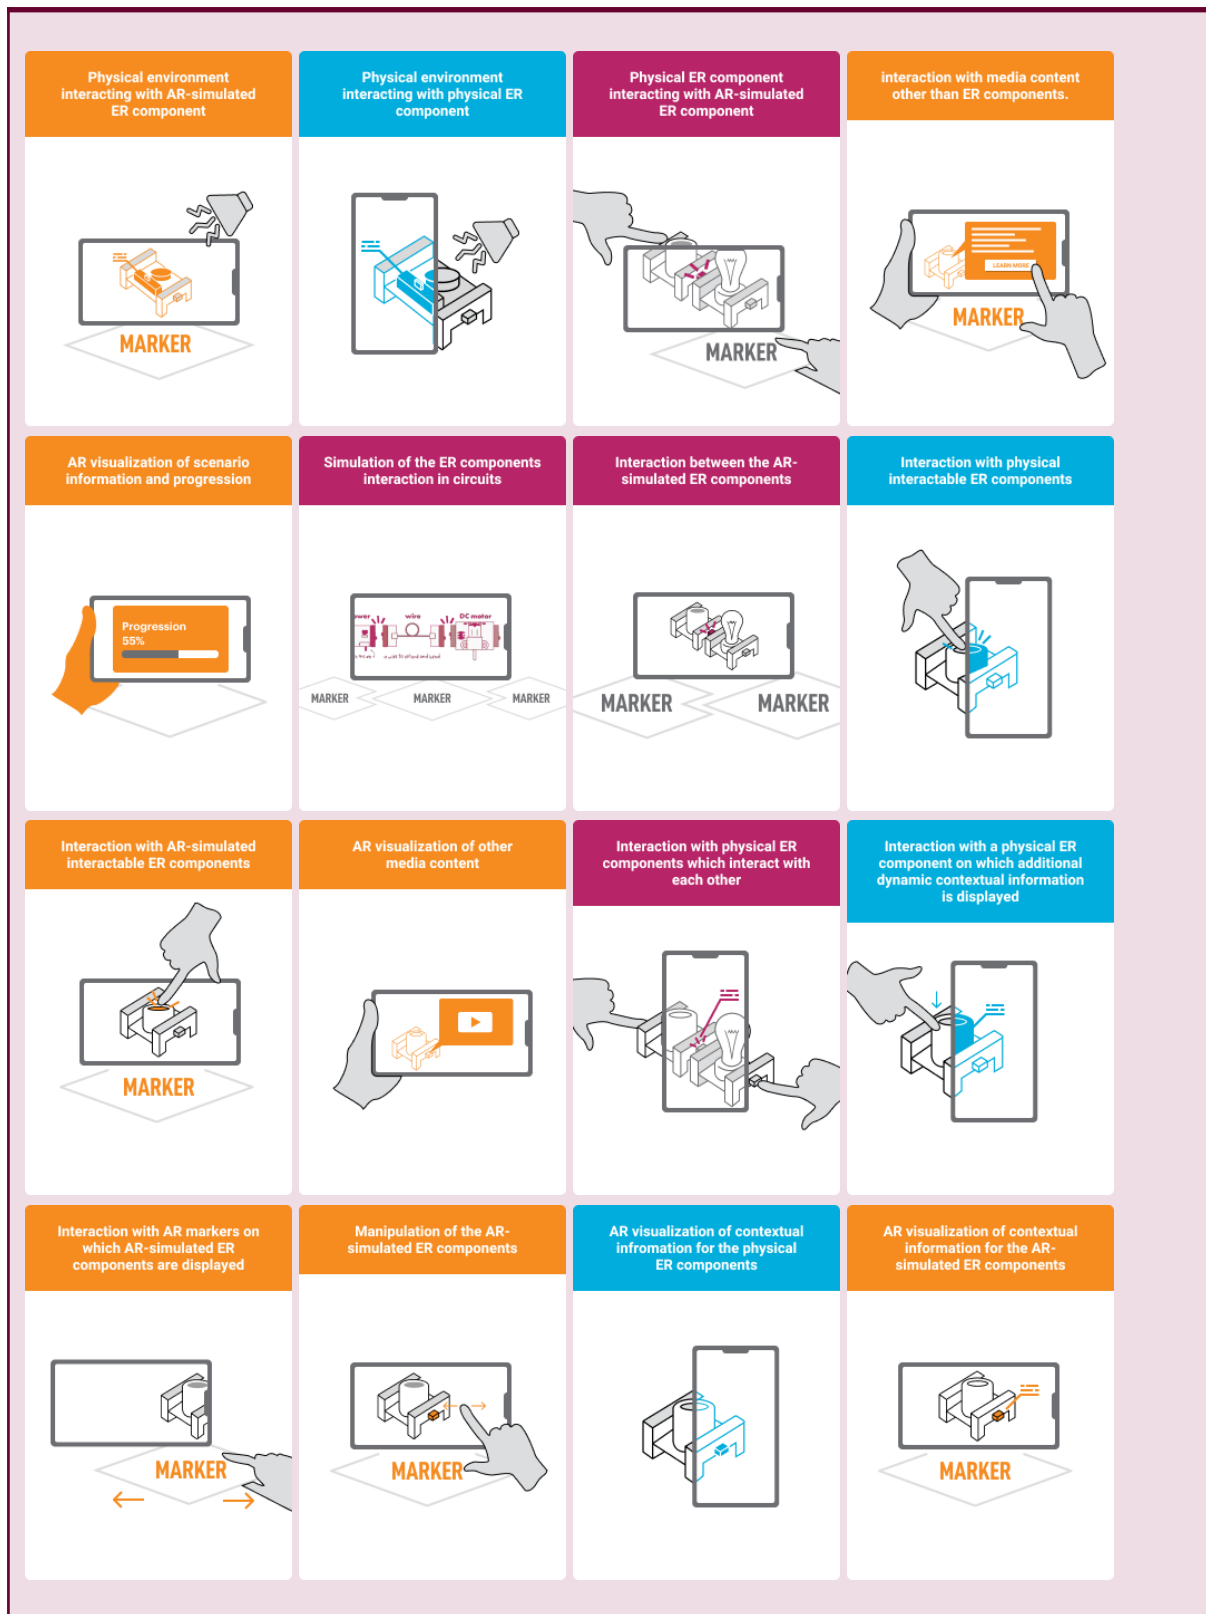 Physical environment
interacting with AR-simulated
ER component
Physical environment
interacting with physical ER
component
Physical ER component
interacting with AR-simulated
ER component
interaction with media content
other than ER components.
MARKER
MARKER
LEARN MORE
MARKER
AR visualization of scenario
information and progression
Simulation of the ER components
interaction in circuits
Interaction between the AR-
simulated ER components
Interaction with physical
interactable ER components
Progression
55%
wire
DC motor
MARKER
MARKER
MARKER
MARKER
MARKER
Interaction with AR-simulated
interactable ER components
AR visualization of other
media content
Interaction with physical ER
components which interact with
each other
Interaction with a physical ER
component on which additional
dynamic contextual information
is displayed
MARKER
Interaction with AR markers on
which AR-simulated ER
components are displayed
Manipulation of the AR-
simulated ER components
AR visualization of contextual
infromation for the physical
ER components
AR visualization of contextual
information for the AR-
simulated ER components
MARKER
MARKER
MARKER